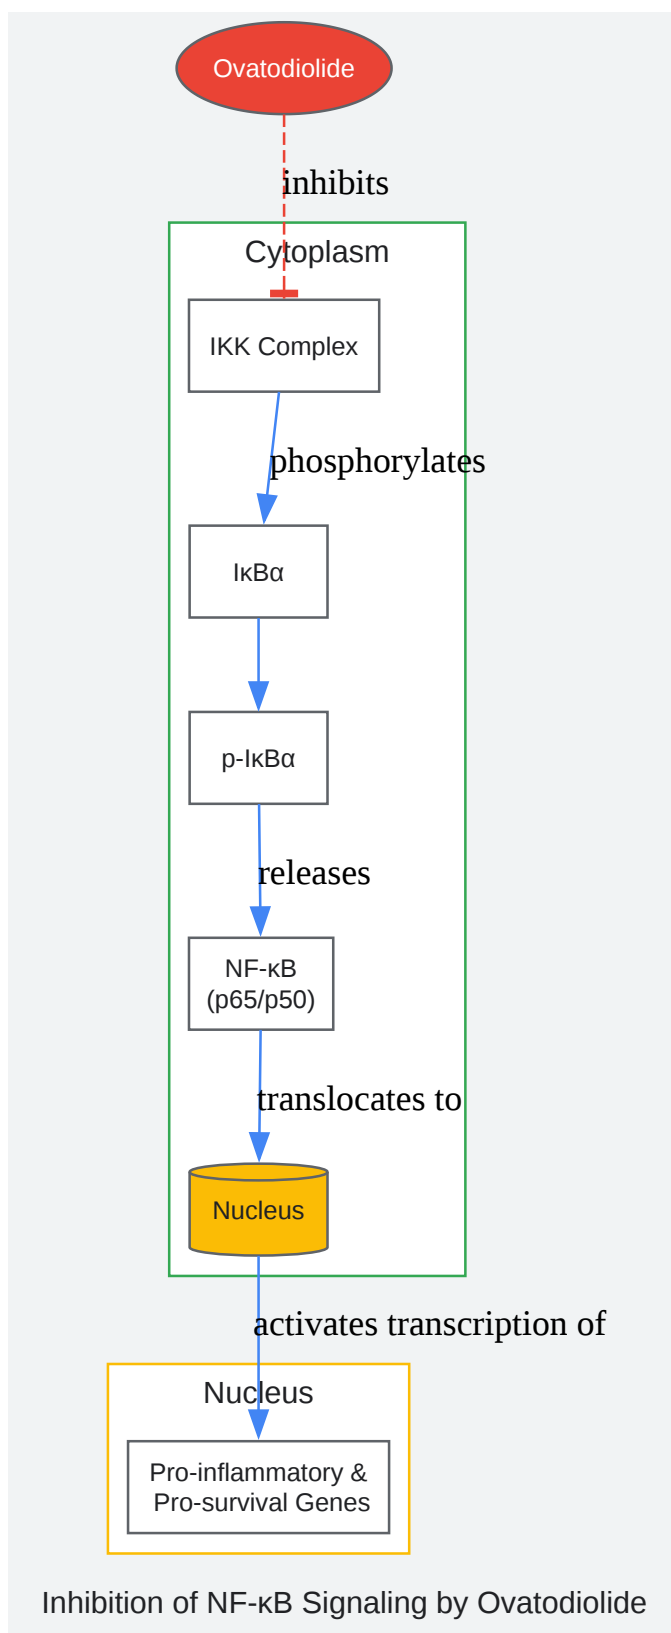 Ovatodiolide
inhibits
Cytoplasm
IKK Complex
phosphorylates
IκBα
p-IκBα
releases
NF-κB
(p65/p50)
translocates to
Nucleus
activates transcription of
Nucleus
Pro-inflammatory &
Pro-survival Genes
Inhibition of NF-κB Signaling by Ovatodiolide